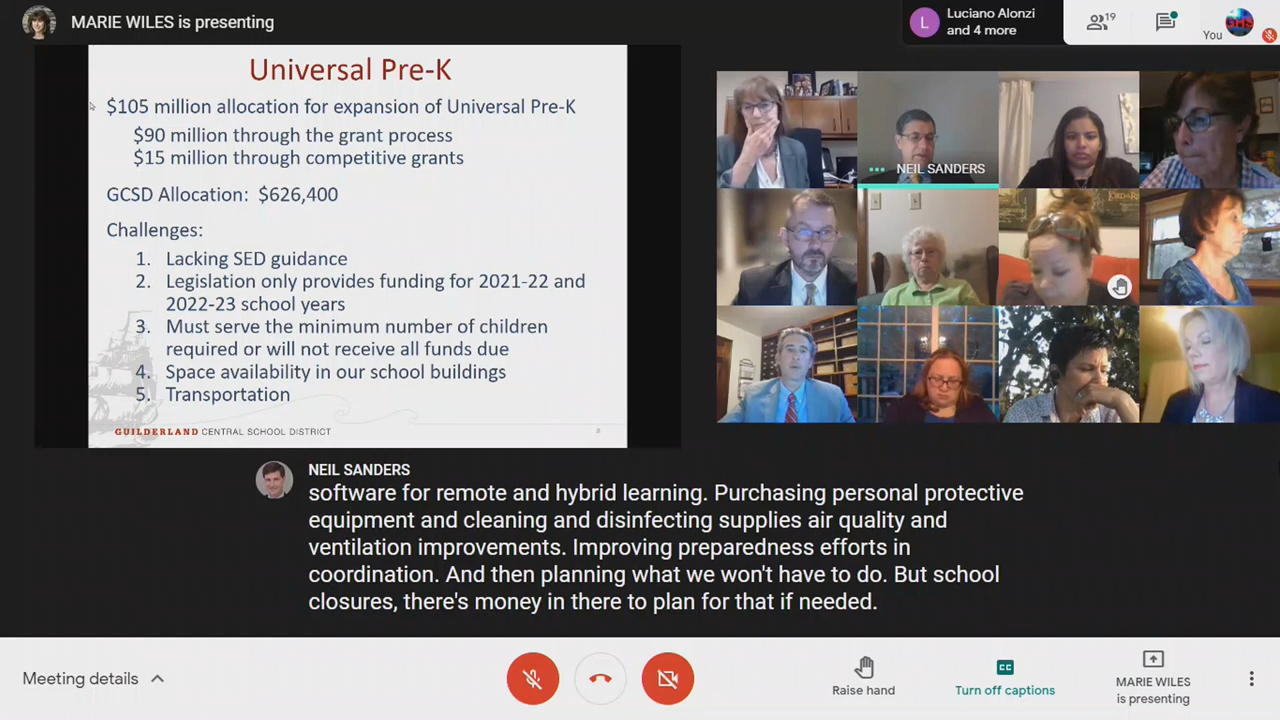 MARIE WILES is presenting
L
Luciano Alonzi
and 4 more
19
You
GHS
Universal Pre-K
$105 million allocation for expansion of Universal Pre-K
$90 million through the grant process
$15 million through competitive grants
GCSD Allocation: $626,400
Challenges:
1. Lacking SED guidance
2. Legislation only provides funding for 2021-22 and
2022-23 school years
3. Must serve the minimum number of children
required or will not receive all funds due
4. Space availability in our school buildings
5. Transportation
GUILDERLAND CENTRAL SCHOOL DISTRICT
8
NEIL SANDERS
NEIL SANDERS
software for remote and hybrid learning. Purchasing personal protective
equipment and cleaning and disinfecting supplies air quality and
ventilation improvements. Improving preparedness efforts in
coordination. And then planning what we won't have to do. But school
closures, there's money in there to plan for that if needed.
Meeting details
Raise hand
CC
Turn off captions
MARIE WILES
is presenting